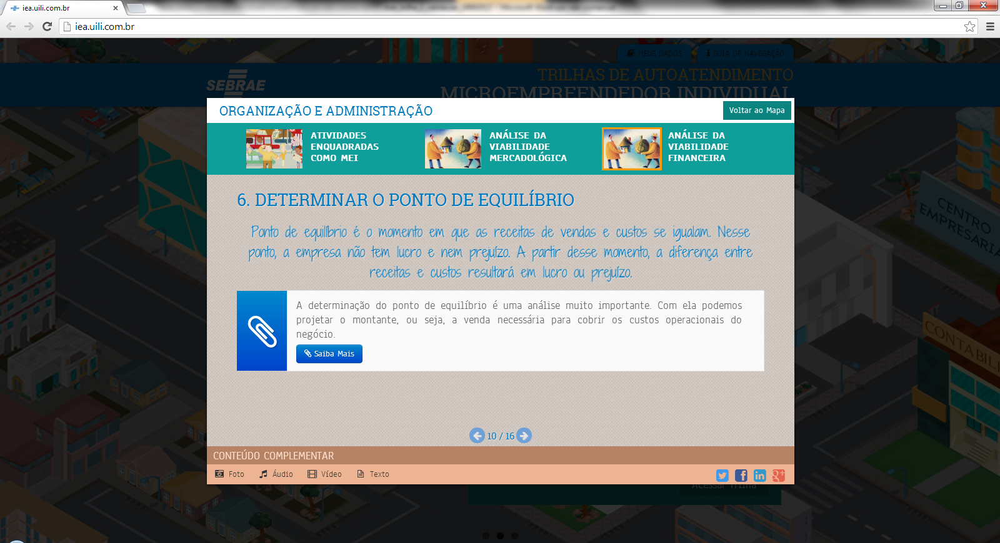 iea.uili.com.br
iea.uili.com.br
MEUS DADOS
GUIA DE NAVEGAÇÃO
SEBRAE
TRILHAS DE AUTOATENDIMENTO
MICROEMPREENDEDOR INDIVIDUAL
ORGANIZAÇÃO E ADMINISTRAÇÃO
Voltar ao Mapa
ATIVIDADES
ENQUADRADAS
COMO MEI
ANÁLISE DA
VIABILIDADE
MERCADOLÓGICA
ANÁLISE DA
VIABILIDADE
FINANCEIRA
6. DETERMINAR O PONTO DE EQUILÍBRIO
Ponto de equilíbrio é o momento em que as receitas de vendas e custos se igualam. Nesse
ponto, a empresa não tem lucro e nem prejuízo. A partir desse momento, a diferença entre
receitas e custos resultará em lucro ou prejuízo.
A determinação do ponto de equilíbrio é uma análise muito importante. Com ela podemos
projetar o montante, ou seja, a venda necessária para cobrir os custos operacionais do
negócio.
Saiba Mais
10 / 16
CONTEÚDO COMPLEMENTAR
Foto
Áudio
Vídeo
Texto
Acessar Trilha
CENTRO
EMPRESARIA
CONTABILI